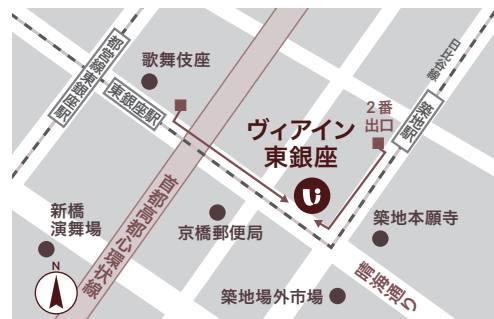 都営線東銀座駅
歌舞伎座
東銀座駅
日比谷線
築地駅
2番
出口
ヴィアイン
東銀座
首都高都心環状線
新橋
演舞場
京橋郵便局
築地本願寺
晴海通り
築地場外市場
N